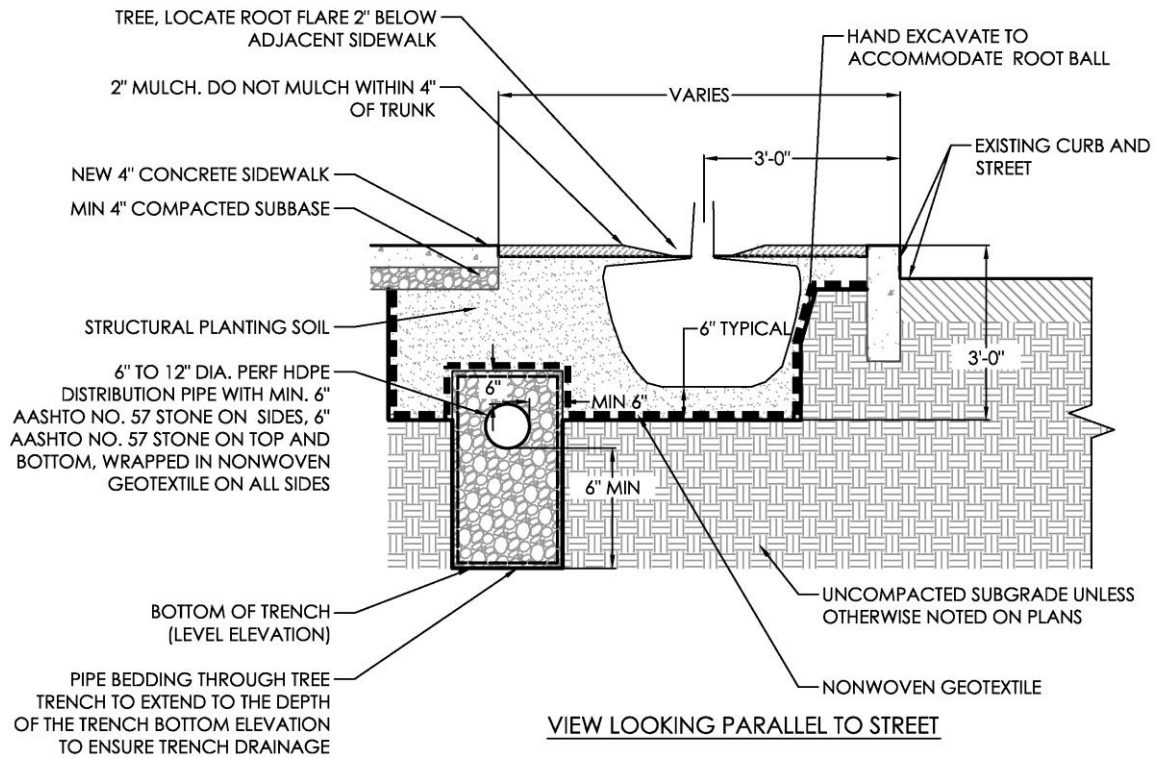 TREE, LOCATE ROOT FLARE 2" BELOW
ADJACENT SIDEWALK
HAND EXCAVATE TO
ACCOMMODATE ROOT BALL
2" MULCH. DO NOT MULCH WITHIN 4"
OF TRUNK
VARIES
3'-0"
EXISTING CURB AND
STREET
NEW 4" CONCRETE SIDEWALK
MIN 4" COMPACTED SUBBASE
STRUCTURAL PLANTING SOIL
6" TYPICAL
3'-0"
6" TO 12" DIA. PERF HDPE
DISTRIBUTION PIPE WITH MIN. 6"
AASHTO NO. 57 STONE ON SIDES, 6"
AASHTO NO. 57 STONE ON TOP AND
BOTTOM, WRAPPED IN NONWOVEN
GEOTEXTILE ON ALL SIDES
6"
MIN 6"
6" MIN
BOTTOM OF TRENCH
(LEVEL ELEVATION)
UNCOMPACTED SUBGRADE UNLESS
OTHERWISE NOTED ON PLANS
PIPE BEDDING THROUGH TREE
TRENCH TO EXTEND TO THE DEPTH
OF THE TRENCH BOTTOM ELEVATION
TO ENSURE TRENCH DRAINAGE
NONWOVEN GEOTEXTILE
VIEW LOOKING PARALLEL TO STREET